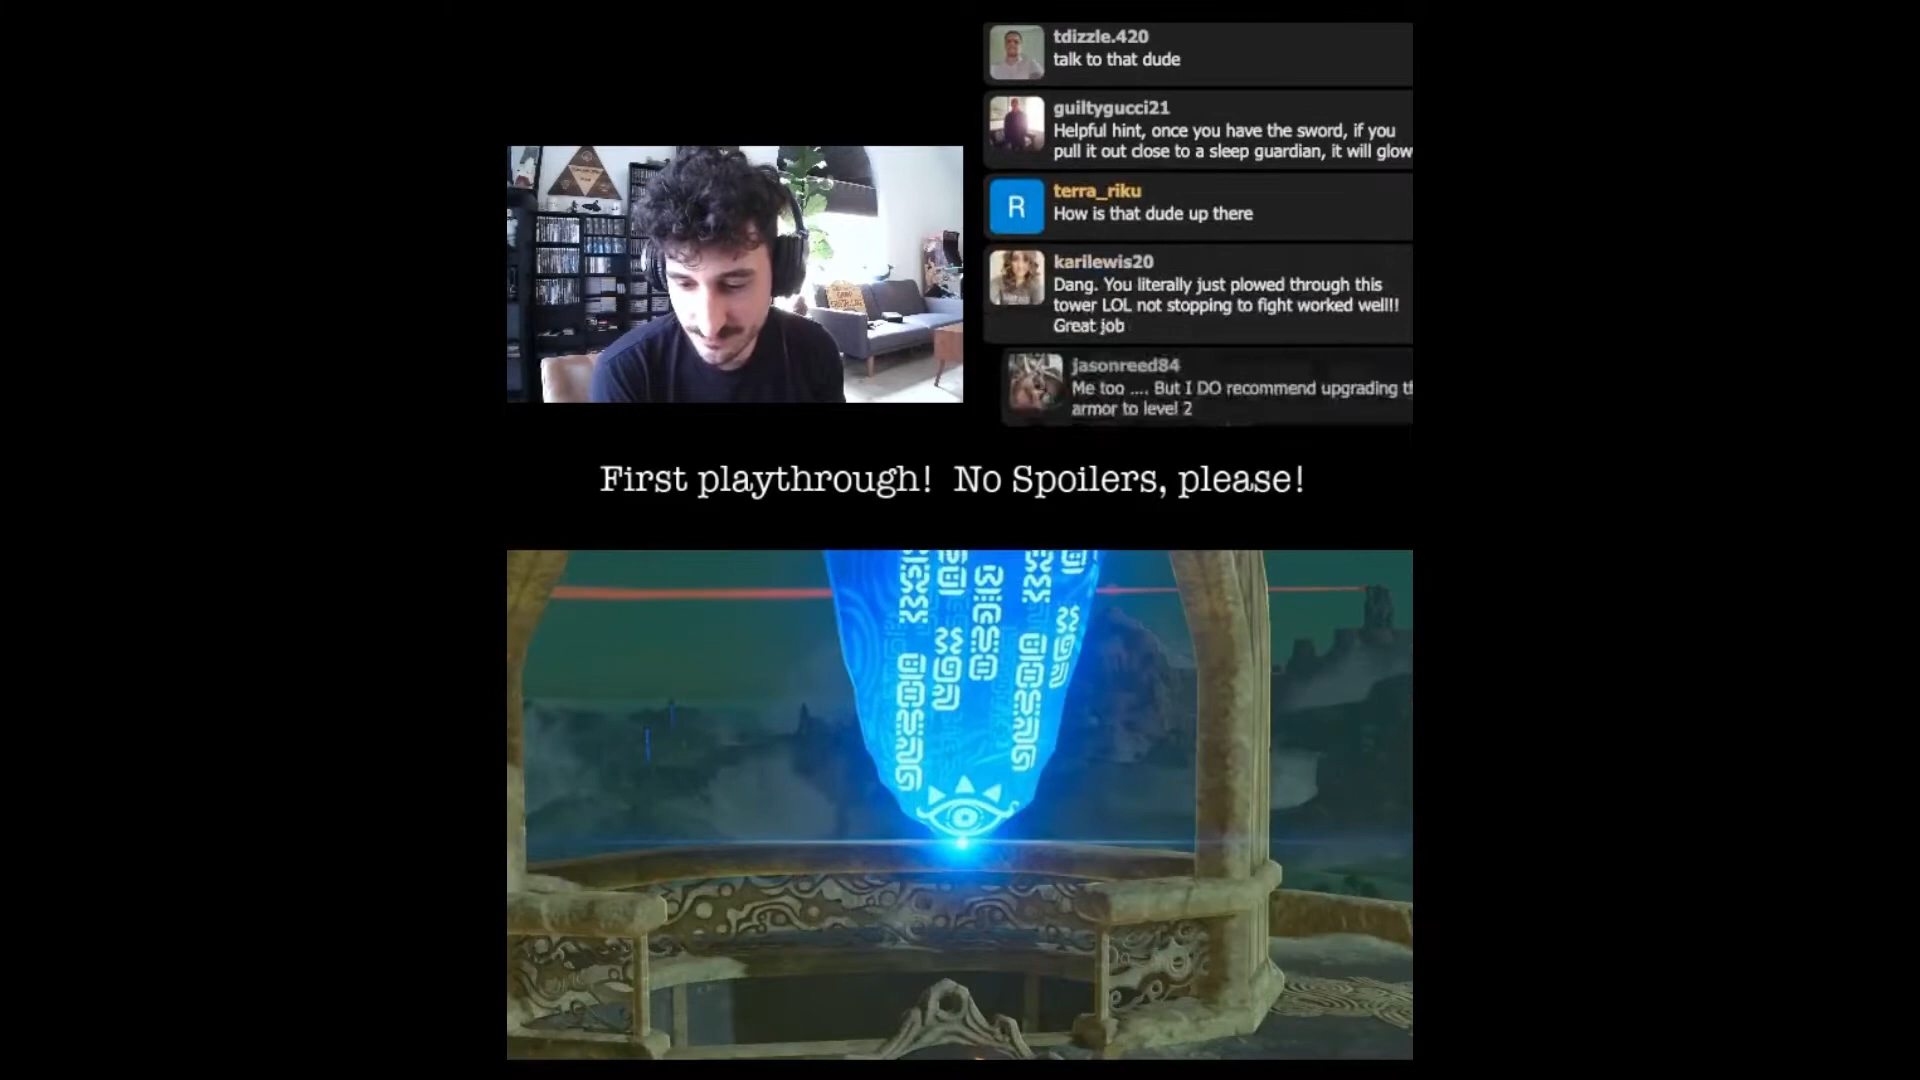 tdizzle.420
talk to that dude
guiltygucci21
Helpful hint, once you have the sword, if you
pull it out close to a sleep guardian, it will glow
R
terra_riku
How is that dude up there
karilewis20
Dang. You literally just plowed through this
tower LOL not stopping to fight worked well!!
Great job
jasonreed84
Me too .... But I DO recommend upgrading
armor to level 2
First playthrough! No Spoilers, please!